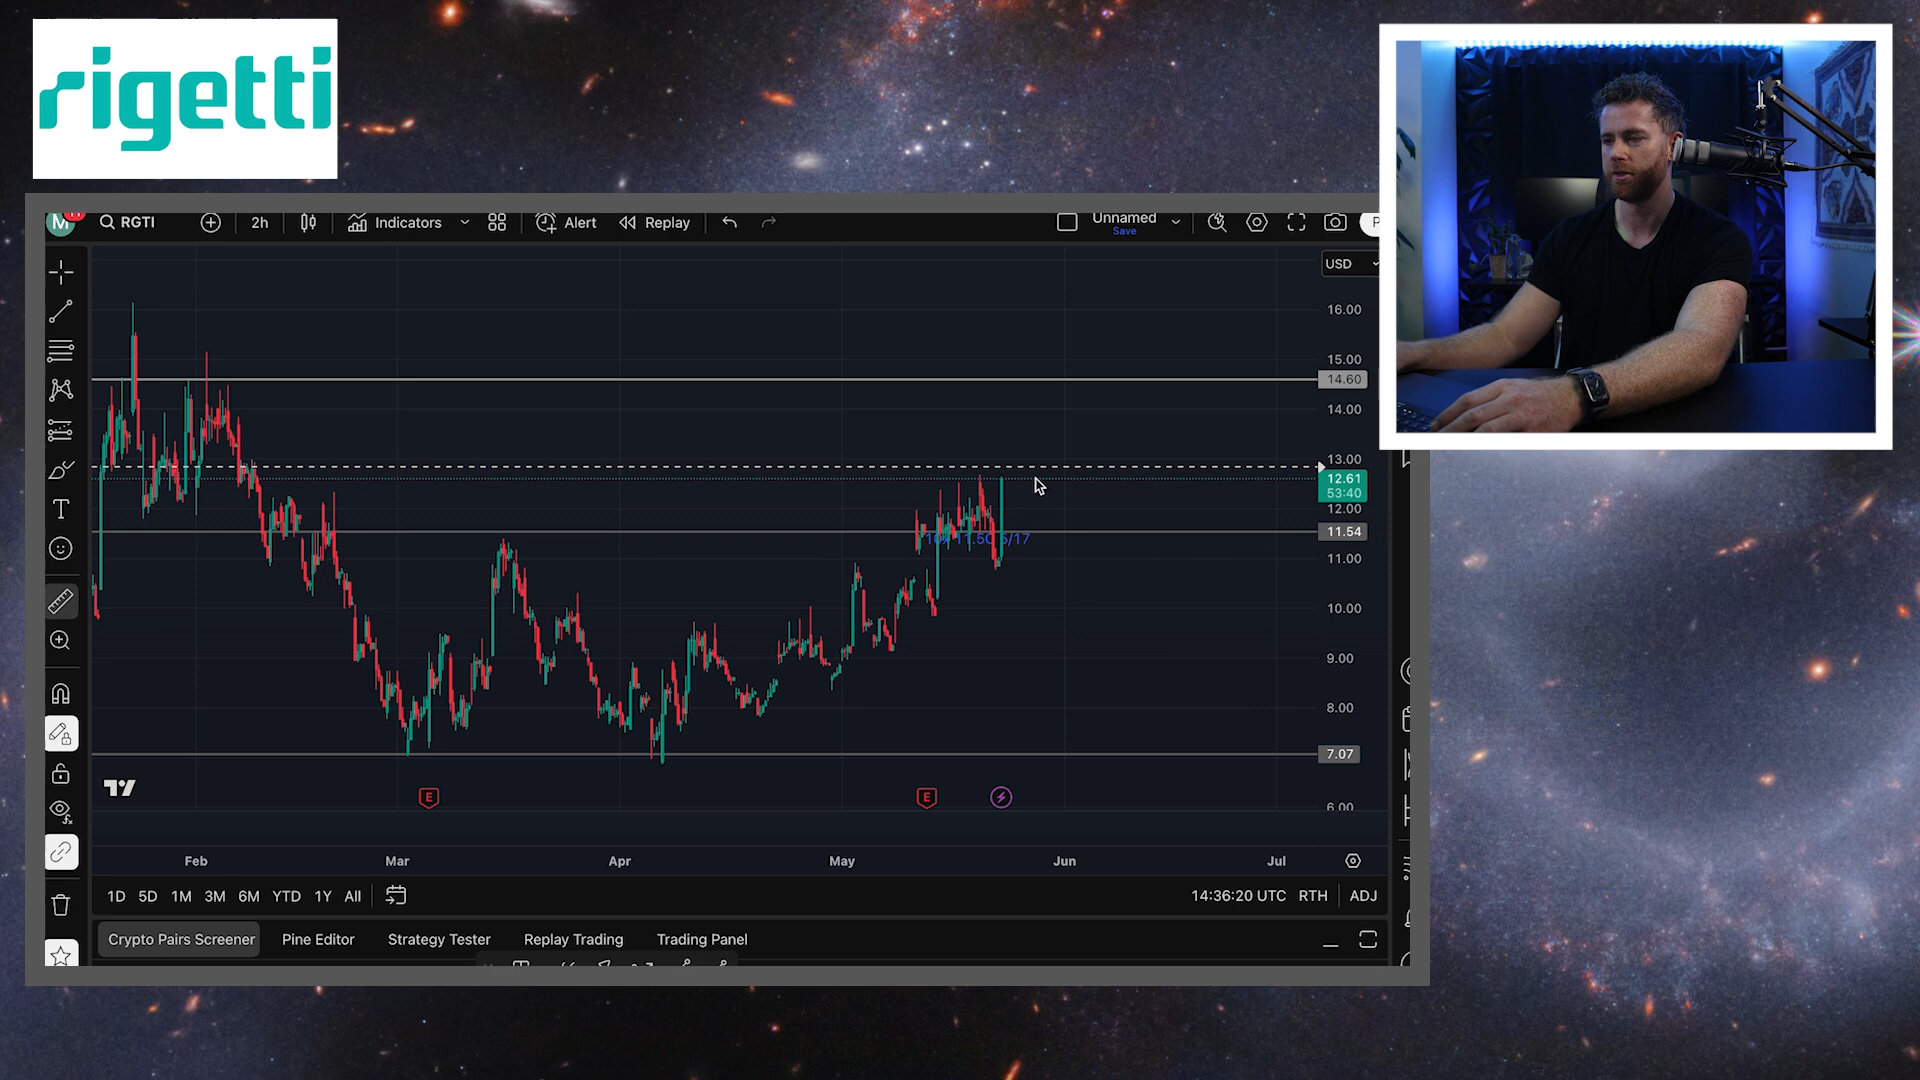 rigetti
M 11 RGTI 2h Indicators Alert Replay Unnamed
Save
P
USD
16.00
15.00
14.60
14.00
13.00
12.61
53:40
12.00
11.54
11.00
10.00
9.00
8.00
7.07
6.00
E E
Feb Mar Apr May Jun Jul
1D 5D 1M 3M 6M YTD 1Y All 14:36:20 UTC RTH ADJ
Crypto Pairs Screener Pine Editor Strategy Tester Replay Trading Trading Panel